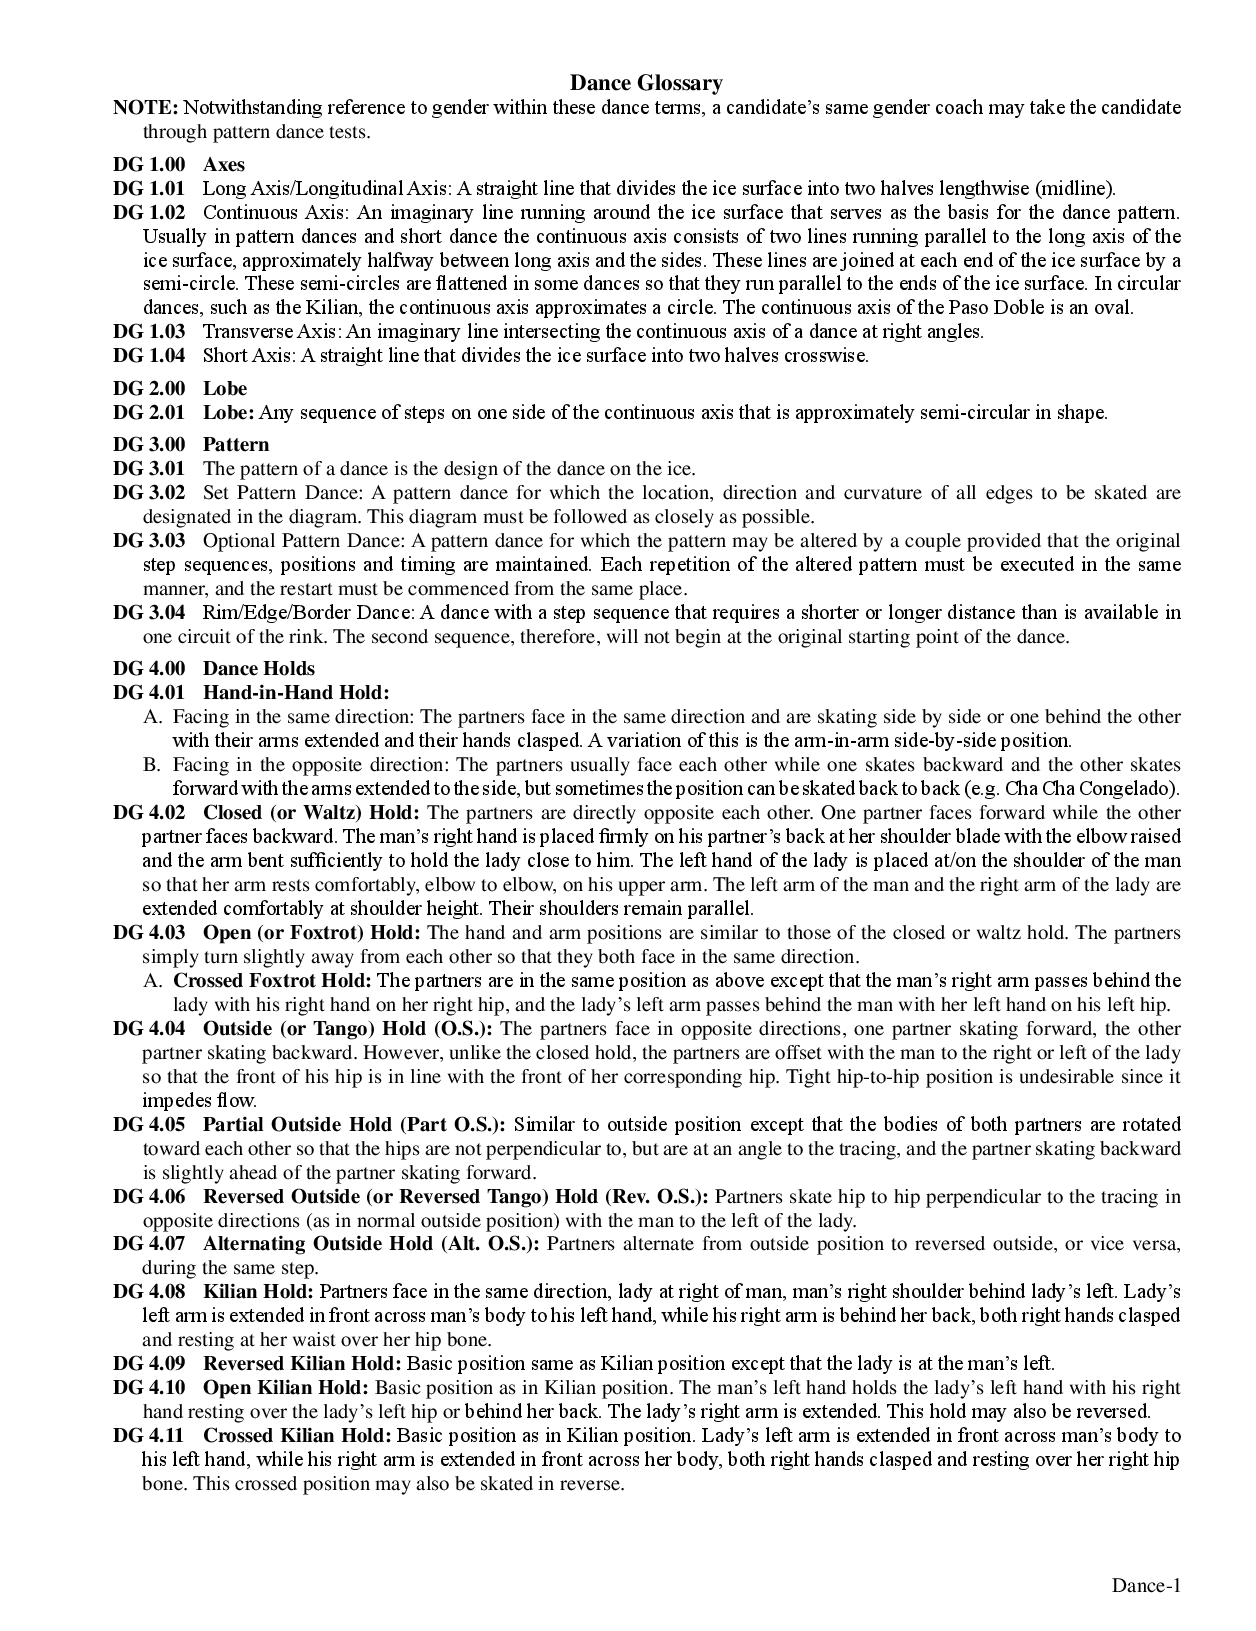 Dance Glossary
NOTE: Notwithstanding reference to gender within these dance terms, a candidate’s same gender coach may take the candidate
through pattern dance tests.
DG 1.00 Axes
DG 1.01 Long Axis/Longitudinal Axis: A straight line that divides the ice surface into two halves lengthwise (midline).
DG 1.02 Continuous Axis: An imaginary line running around the ice surface that serves as the basis for the dance pattern.
Usually in pattern dances and short dance the continuous axis consists of two lines running parallel to the long axis of the
ice surface, approximately halfway between long axis and the sides. These lines are joined at each end of the ice surface by a
semi-circle. These semi-circles are flattened in some dances so that they run parallel to the ends of the ice surface. In circular
dances, such as the Kilian, the continuous axis approximates a circle. The continuous axis of the Paso Doble is an oval.
DG 1.03 Transverse Axis: An imaginary line intersecting the continuous axis of a dance at right angles.
DG 1.04 Short Axis: A straight line that divides the ice surface into two halves crosswise.
DG 2.00 Lobe
DG 2.01 Lobe: Any sequence of steps on one side of the continuous axis that is approximately semi-circular in shape.
DG 3.00 Pattern
DG 3.01 The pattern of a dance is the design of the dance on the ice.
DG 3.02 Set Pattern Dance: A pattern dance for which the location, direction and curvature of all edges to be skated are
designated in the diagram. This diagram must be followed as closely as possible.
DG 3.03 Optional Pattern Dance: A pattern dance for which the pattern may be altered by a couple provided that the original
step sequences, positions and timing are maintained. Each repetition of the altered pattern must be executed in the same
manner, and the restart must be commenced from the same place.
DG 3.04 Rim/Edge/Border Dance: A dance with a step sequence that requires a shorter or longer distance than is available in
one circuit of the rink. The second sequence, therefore, will not begin at the original starting point of the dance.
DG 4.00 Dance Holds
DG 4.01 Hand-in-Hand Hold:
A. Facing in the same direction: The partners face in the same direction and are skating side by side or one behind the other
with their arms extended and their hands clasped. A variation of this is the arm-in-arm side-by-side position.
B. Facing in the opposite direction: The partners usually face each other while one skates backward and the other skates
forward with the arms extended to the side, but sometimes the position can be skated back to back (e.g. Cha Cha Congelado).
DG 4.02 Closed (or Waltz) Hold: The partners are directly opposite each other. One partner faces forward while the other
partner faces backward. The man’s right hand is placed firmly on his partner’s back at her shoulder blade with the elbow raised
and the arm bent sufficiently to hold the lady close to him. The left hand of the lady is placed at/on the shoulder of the man
so that her arm rests comfortably, elbow to elbow, on his upper arm. The left arm of the man and the right arm of the lady are
extended comfortably at shoulder height. Their shoulders remain parallel.
DG 4.03 Open (or Foxtrot) Hold: The hand and arm positions are similar to those of the closed or waltz hold. The partners
simply turn slightly away from each other so that they both face in the same direction.
A. Crossed Foxtrot Hold: The partners are in the same position as above except that the man’s right arm passes behind the
lady with his right hand on her right hip, and the lady’s left arm passes behind the man with her left hand on his left hip.
DG 4.04 Outside (or Tango) Hold (O.S.): The partners face in opposite directions, one partner skating forward, the other
partner skating backward. However, unlike the closed hold, the partners are offset with the man to the right or left of the lady
so that the front of his hip is in line with the front of her corresponding hip. Tight hip-to-hip position is undesirable since it
impedes flow.
DG 4.05 Partial Outside Hold (Part O.S.): Similar to outside position except that the bodies of both partners are rotated
toward each other so that the hips are not perpendicular to, but are at an angle to the tracing, and the partner skating backward
is slightly ahead of the partner skating forward.
DG 4.06 Reversed Outside (or Reversed Tango) Hold (Rev. O.S.): Partners skate hip to hip perpendicular to the tracing in
opposite directions (as in normal outside position) with the man to the left of the lady.
DG 4.07 Alternating Outside Hold (Alt. O.S.): Partners alternate from outside position to reversed outside, or vice versa,
during the same step.
DG 4.08 Kilian Hold: Partners face in the same direction, lady at right of man, man’s right shoulder behind lady’s left. Lady’s
left arm is extended in front across man’s body to his left hand, while his right arm is behind her back, both right hands clasped
and resting at her waist over her hip bone.
DG 4.09 Reversed Kilian Hold: Basic position same as Kilian position except that the lady is at the man’s left.
DG 4.10 Open Kilian Hold: Basic position as in Kilian position. The man’s left hand holds the lady’s left hand with his right
hand resting over the lady’s left hip or behind her back. The lady’s right arm is extended. This hold may also be reversed.
DG 4.11 Crossed Kilian Hold: Basic position as in Kilian position. Lady’s left arm is extended in front across man’s body to
his left hand, while his right arm is extended in front across her body, both right hands clasped and resting over her right hip
bone. This crossed position may also be skated in reverse.
Dance-1